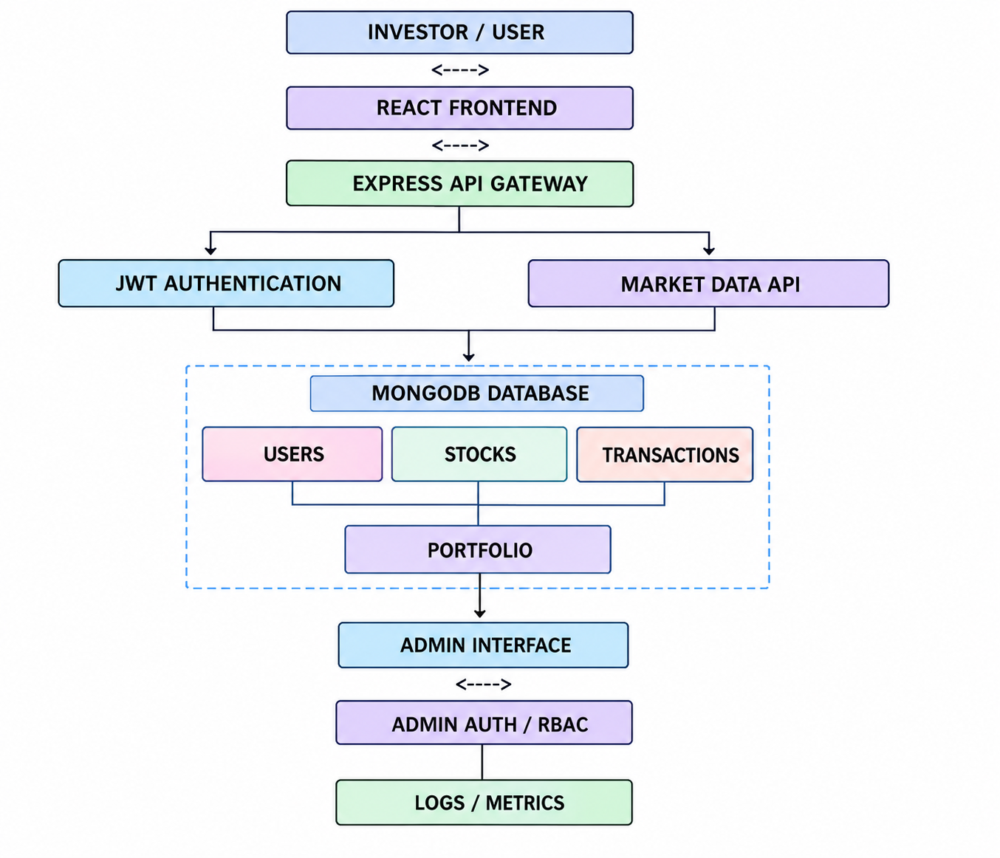 INVESTOR / USER
<---->
REACT FRONTEND
<---->
EXPRESS API GATEWAY
JWT AUTHENTICATION
MARKET DATA API
MONGODB DATABASE
USERS
STOCKS
TRANSACTIONS
PORTFOLIO
ADMIN INTERFACE
<---->
ADMIN AUTH / RBAC
LOGS / METRICS